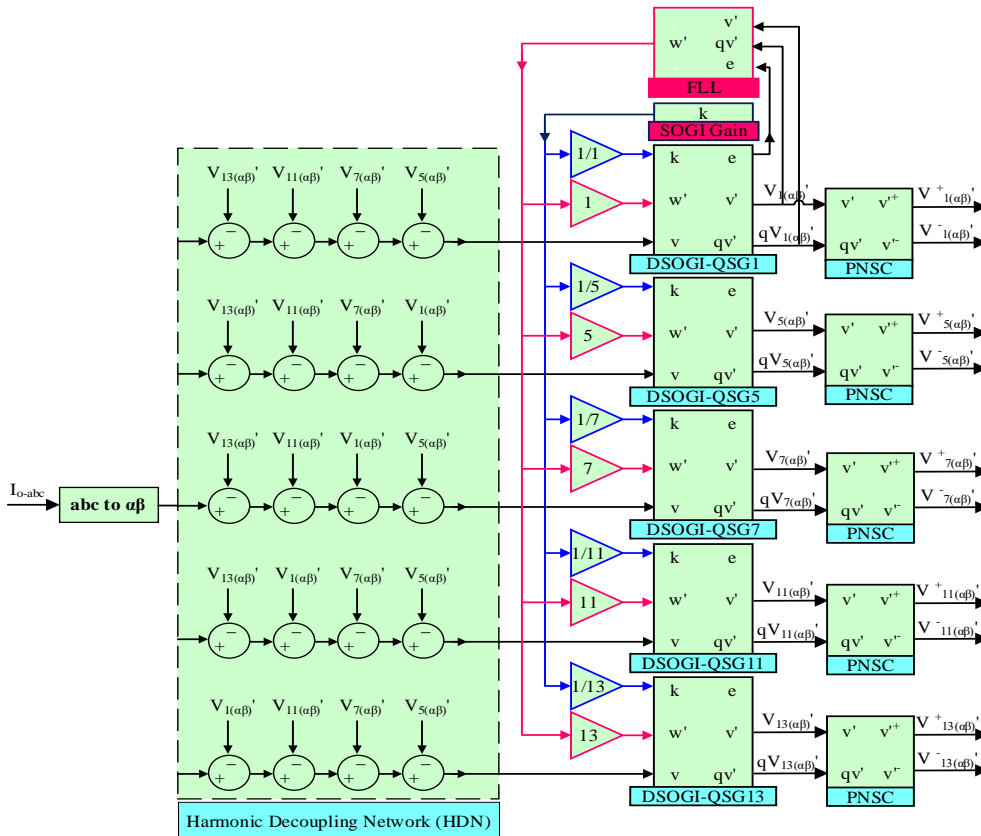 v'
w' qv'
e
FLL
k
SOGI Gain
V13(αβ)' V11(αβ)' V7(αβ)' V5(αβ)'
+ − + − + − + −
1/1
1
k e
w' v'
v qv'
DSOGI-QSG1
V1(αβ)'
qV1(αβ)'
v' v'+
qv' v'-
PNSC
V+1(αβ)'
V-1(αβ)'
V13(αβ)' V11(αβ)' V7(αβ)' V1(αβ)'
+ − + − + − + −
1/5
5
k e
w' v'
v qv'
DSOGI-QSG5
V5(αβ)'
qV5(αβ)'
v' v'+
qv' v'-
PNSC
V+5(αβ)'
V-5(αβ)'
Io-abc
abc to αβ
V13(αβ)' V11(αβ)' V1(αβ)' V5(αβ)'
+ − + − + − + −
1/7
7
k e
w' v'
v qv'
DSOGI-QSG7
V7(αβ)'
qV7(αβ)'
v' v'+
qv' v'-
PNSC
V+7(αβ)'
V-7(αβ)'
V13(αβ)' V1(αβ)' V7(αβ)' V5(αβ)'
+ − + − + − + −
1/11
11
k e
w' v'
v qv'
DSOGI-QSG11
V11(αβ)'
qV11(αβ)'
v' v'+
qv' v'-
PNSC
V+11(αβ)'
V-11(αβ)'
V1(αβ)' V11(αβ)' V7(αβ)' V5(αβ)'
+ − + − + − + −
1/13
13
k e
w' v'
v qv'
DSOGI-QSG13
V13(αβ)'
qV13(αβ)'
v' v'+
qv' v'-
PNSC
V+13(αβ)'
V-13(αβ)'
Harmonic Decoupling Network (HDN)